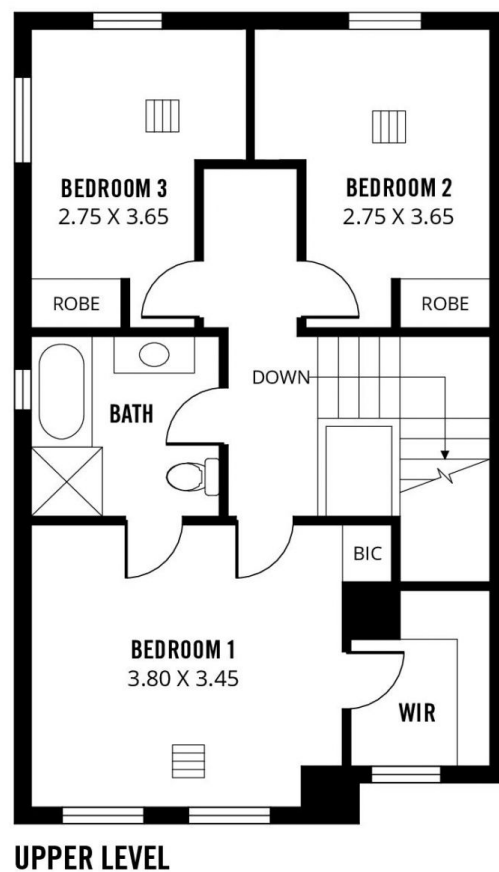 BEDROOM 3
2.75 X 3.65
BEDROOM 2
2.75 X 3.65
ROBE
ROBE
DOWN
BATH
BIC
BEDROOM 1
3.80 X 3.45
WIR
UPPER LEVEL